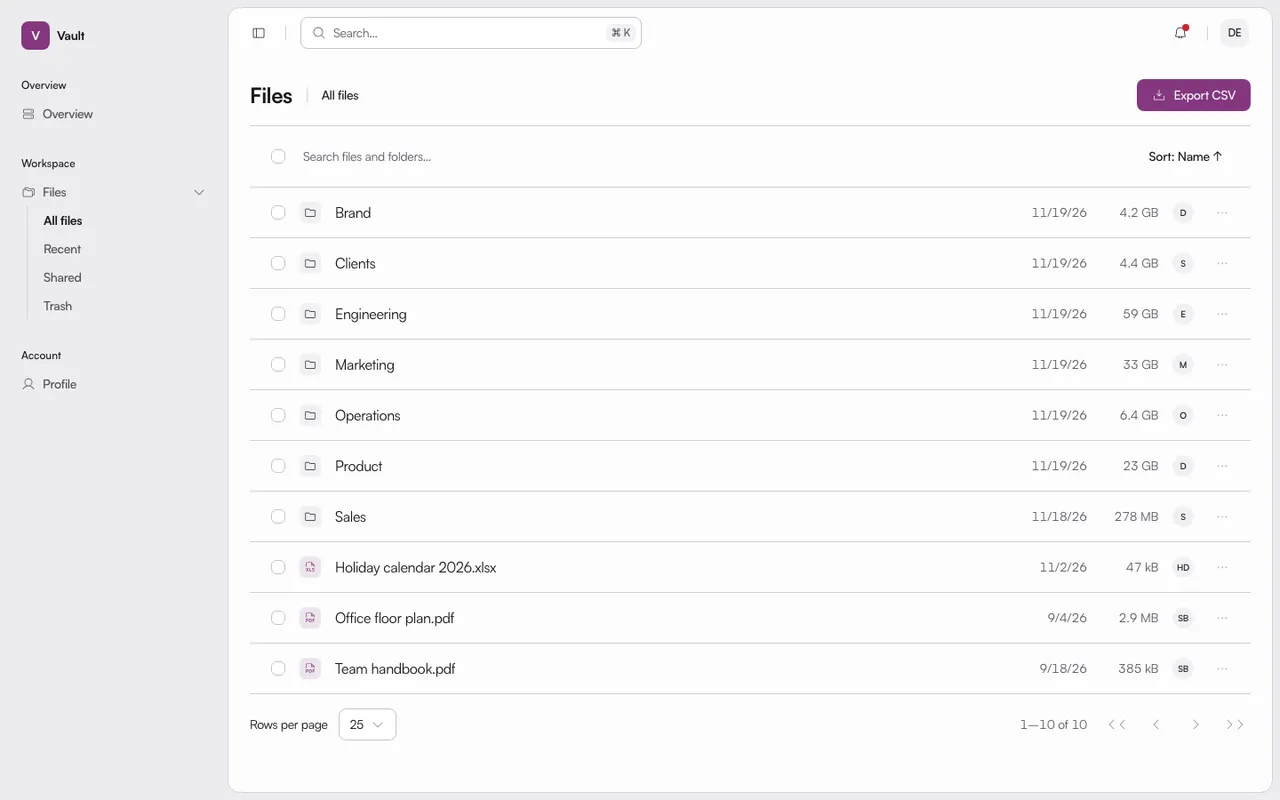 V Vault
Search... ⌘ K DE
Overview
Overview
Workspace
Files
All files
Recent
Shared
Trash
Account
Profile
Files All files Export CSV
Search files and folders... Sort: Name ↑
Brand 11/19/26 4.2 GB D ...
Clients 11/19/26 4.4 GB S ...
Engineering 11/19/26 59 GB E ...
Marketing 11/19/26 33 GB M ...
Operations 11/19/26 6.4 GB O ...
Product 11/19/26 23 GB D ...
Sales 11/18/26 278 MB S ...
XLS Holiday calendar 2026.xlsx 11/2/26 47 kB HD ...
PDF Office floor plan.pdf 9/4/26 2.9 MB SB ...
PDF Team handbook.pdf 9/18/26 385 kB SB ...
Rows per page 25 1—10 of 10